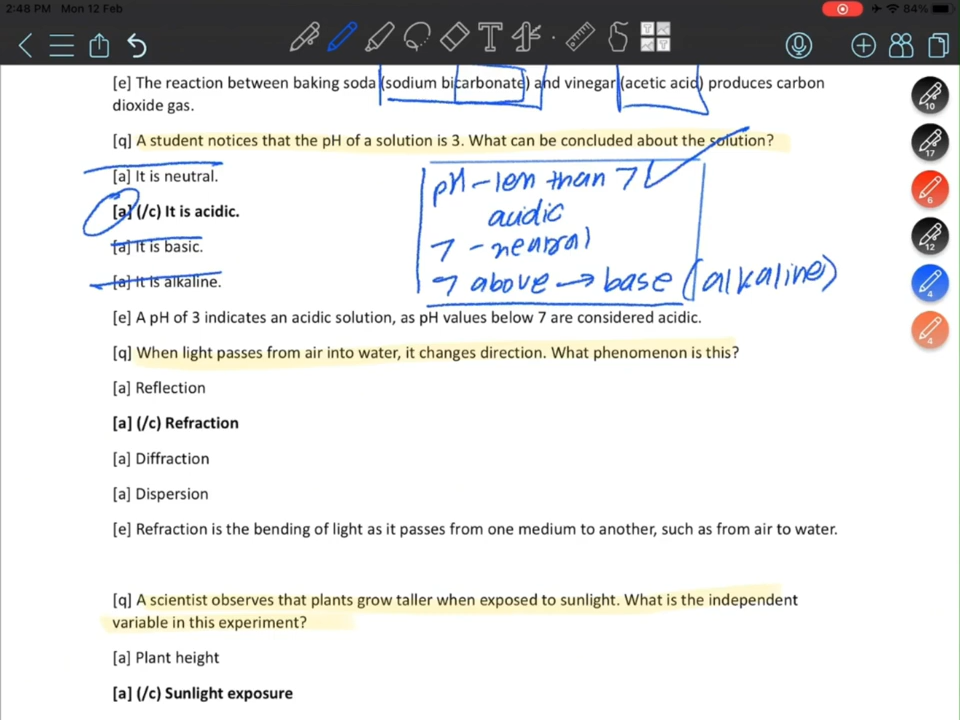 2:48 PM Mon 12 Feb
84%
[e] The reaction between baking soda (sodium bicarbonate) and vinegar (acetic acid) produces carbon
dioxide gas.
[q] A student notices that the pH of a solution is 3. What can be concluded about the solution?
[a] It is neutral.
[a] (/c) It is acidic.
[a] It is basic.
[a] It is alkaline.
pH - less than 7
acidic
7 - neutral
7 above → base (alkaline)
[e] A pH of 3 indicates an acidic solution, as pH values below 7 are considered acidic.
[q] When light passes from air into water, it changes direction. What phenomenon is this?
[a] Reflection
[a] (/c) Refraction
[a] Diffraction
[a] Dispersion
[e] Refraction is the bending of light as it passes from one medium to another, such as from air to water.
[q] A scientist observes that plants grow taller when exposed to sunlight. What is the independent
variable in this experiment?
[a] Plant height
[a] (/c) Sunlight exposure
10
17
6
12
4
4